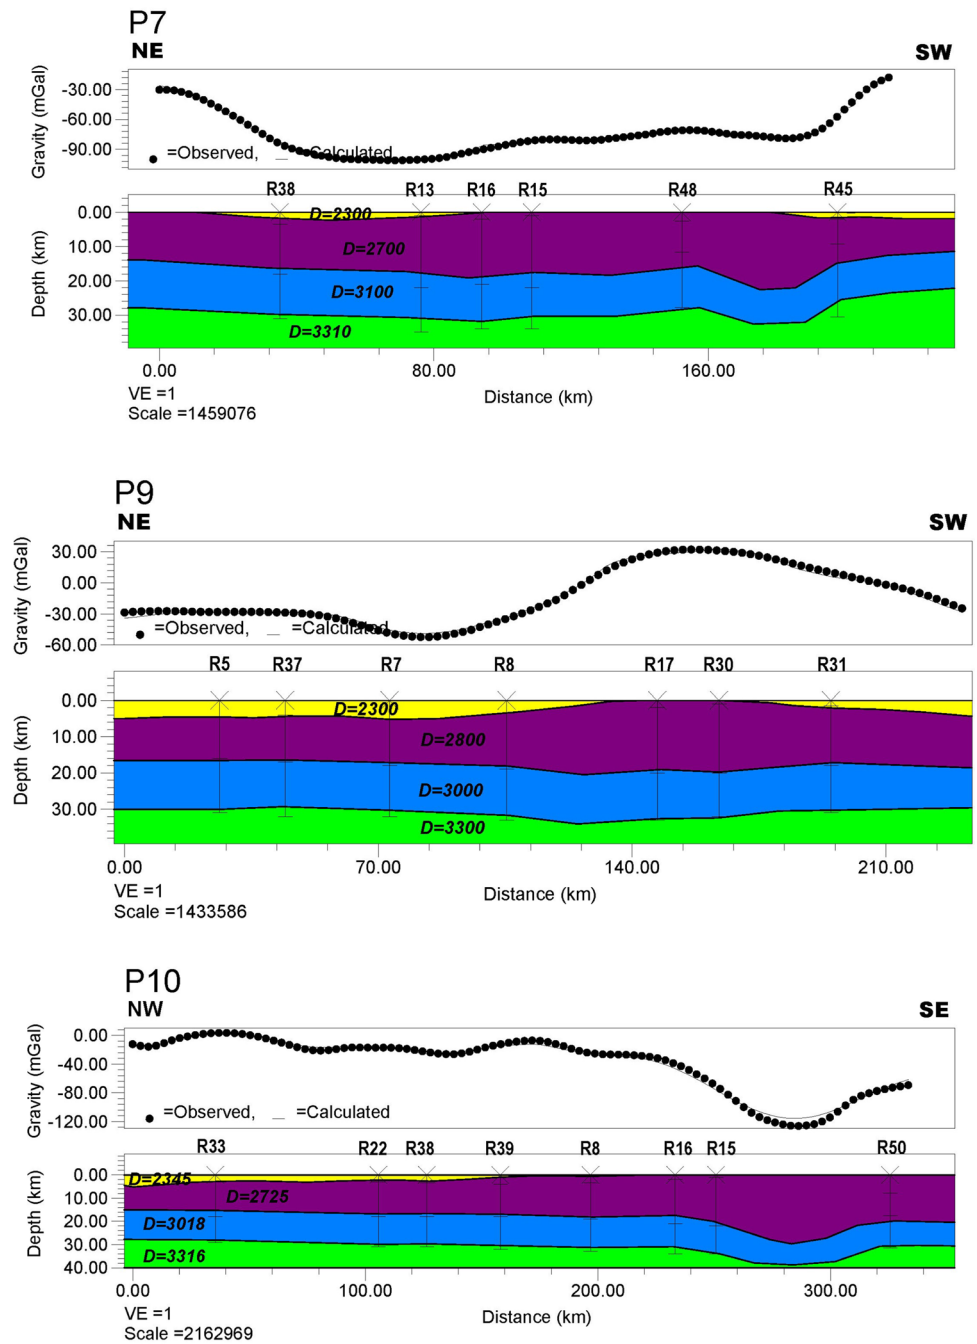 P7
NE SW
Gravity (mGal)
-30.00
-60.00
-90.00
=Observed, =Calculated
R38 R13 R16 R15 R48 R45
Depth (km)
0.00
10.00
20.00
30.00
D=2300
D=2700
D=3100
D=3310
0.00 80.00 160.00
VE =1
Distance (km)
Scale =1459076
P9
NE SW
Gravity (mGal)
30.00
0.00
-30.00
-60.00
=Observed, =Calculated
R5 R37 R7 R8 R17 R30 R31
Depth (km)
0.00
10.00
20.00
30.00
D=2300
D=2800
D=3000
D=3300
0.00 70.00 140.00 210.00
VE =1
Distance (km)
Scale =1433586
P10
NW SE
Gravity (mGal)
0.00
-40.00
-80.00
-120.00
=Observed, =Calculated
R33 R22 R38 R39 R8 R16 R15 R50
Depth (km)
0.00
10.00
20.00
30.00
40.00
D=2345
D=2725
D=3018
D=3316
0.00 100.00 200.00 300.00
VE =1
Distance (km)
Scale =2162969